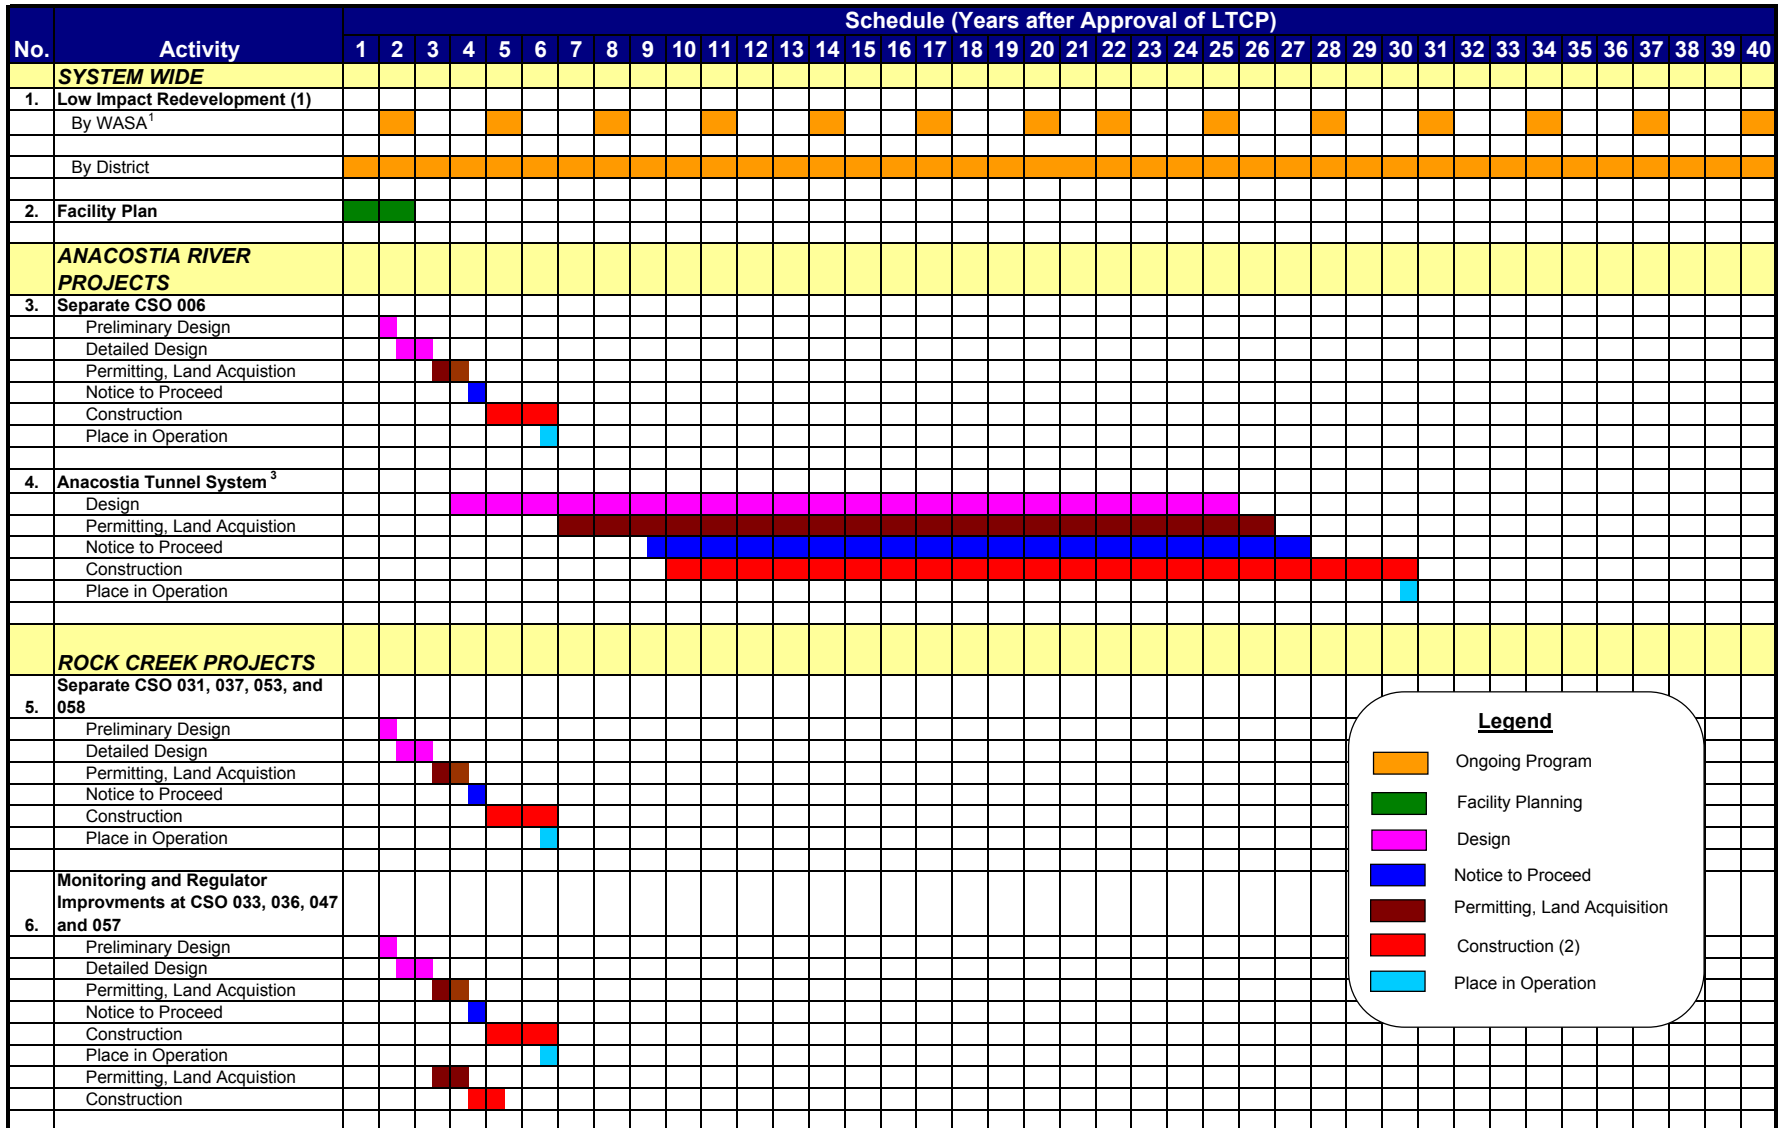 Schedule (Years after Approval of LTCP)
No. Activity 1 2 3 4 5 6 7 8 9 10 11 12 13 14 15 16 17 18 19 20 21 22 23 24 25 26 27 28 29 30 31 32 33 34 35 36 37 38 39 40
SYSTEM WIDE
1. Low Impact Redevelopment (1)
By WASA1
By District
2. Facility Plan
ANACOSTIA RIVER
PROJECTS
3. Separate CSO 006
Preliminary Design
Detailed Design
Permitting, Land Acquistion
Notice to Proceed
Construction
Place in Operation
4. Anacostia Tunnel System 3
Design
Permitting, Land Acquistion
Notice to Proceed
Construction
Place in Operation
ROCK CREEK PROJECTS
Separate CSO 031, 037, 053, and
5. 058
Preliminary Design
Detailed Design
Permitting, Land Acquistion
Notice to Proceed
Construction
Place in Operation
Monitoring and Regulator
Improvments at CSO 033, 036, 047
6. and 057
Preliminary Design
Detailed Design
Permitting, Land Acquistion
Notice to Proceed
Construction
Place in Operation
Permitting, Land Acquistion
Construction
Legend
Ongoing Program
Facility Planning
Design
Notice to Proceed
Permitting, Land Acquisition
Construction (2)
Place in Operation